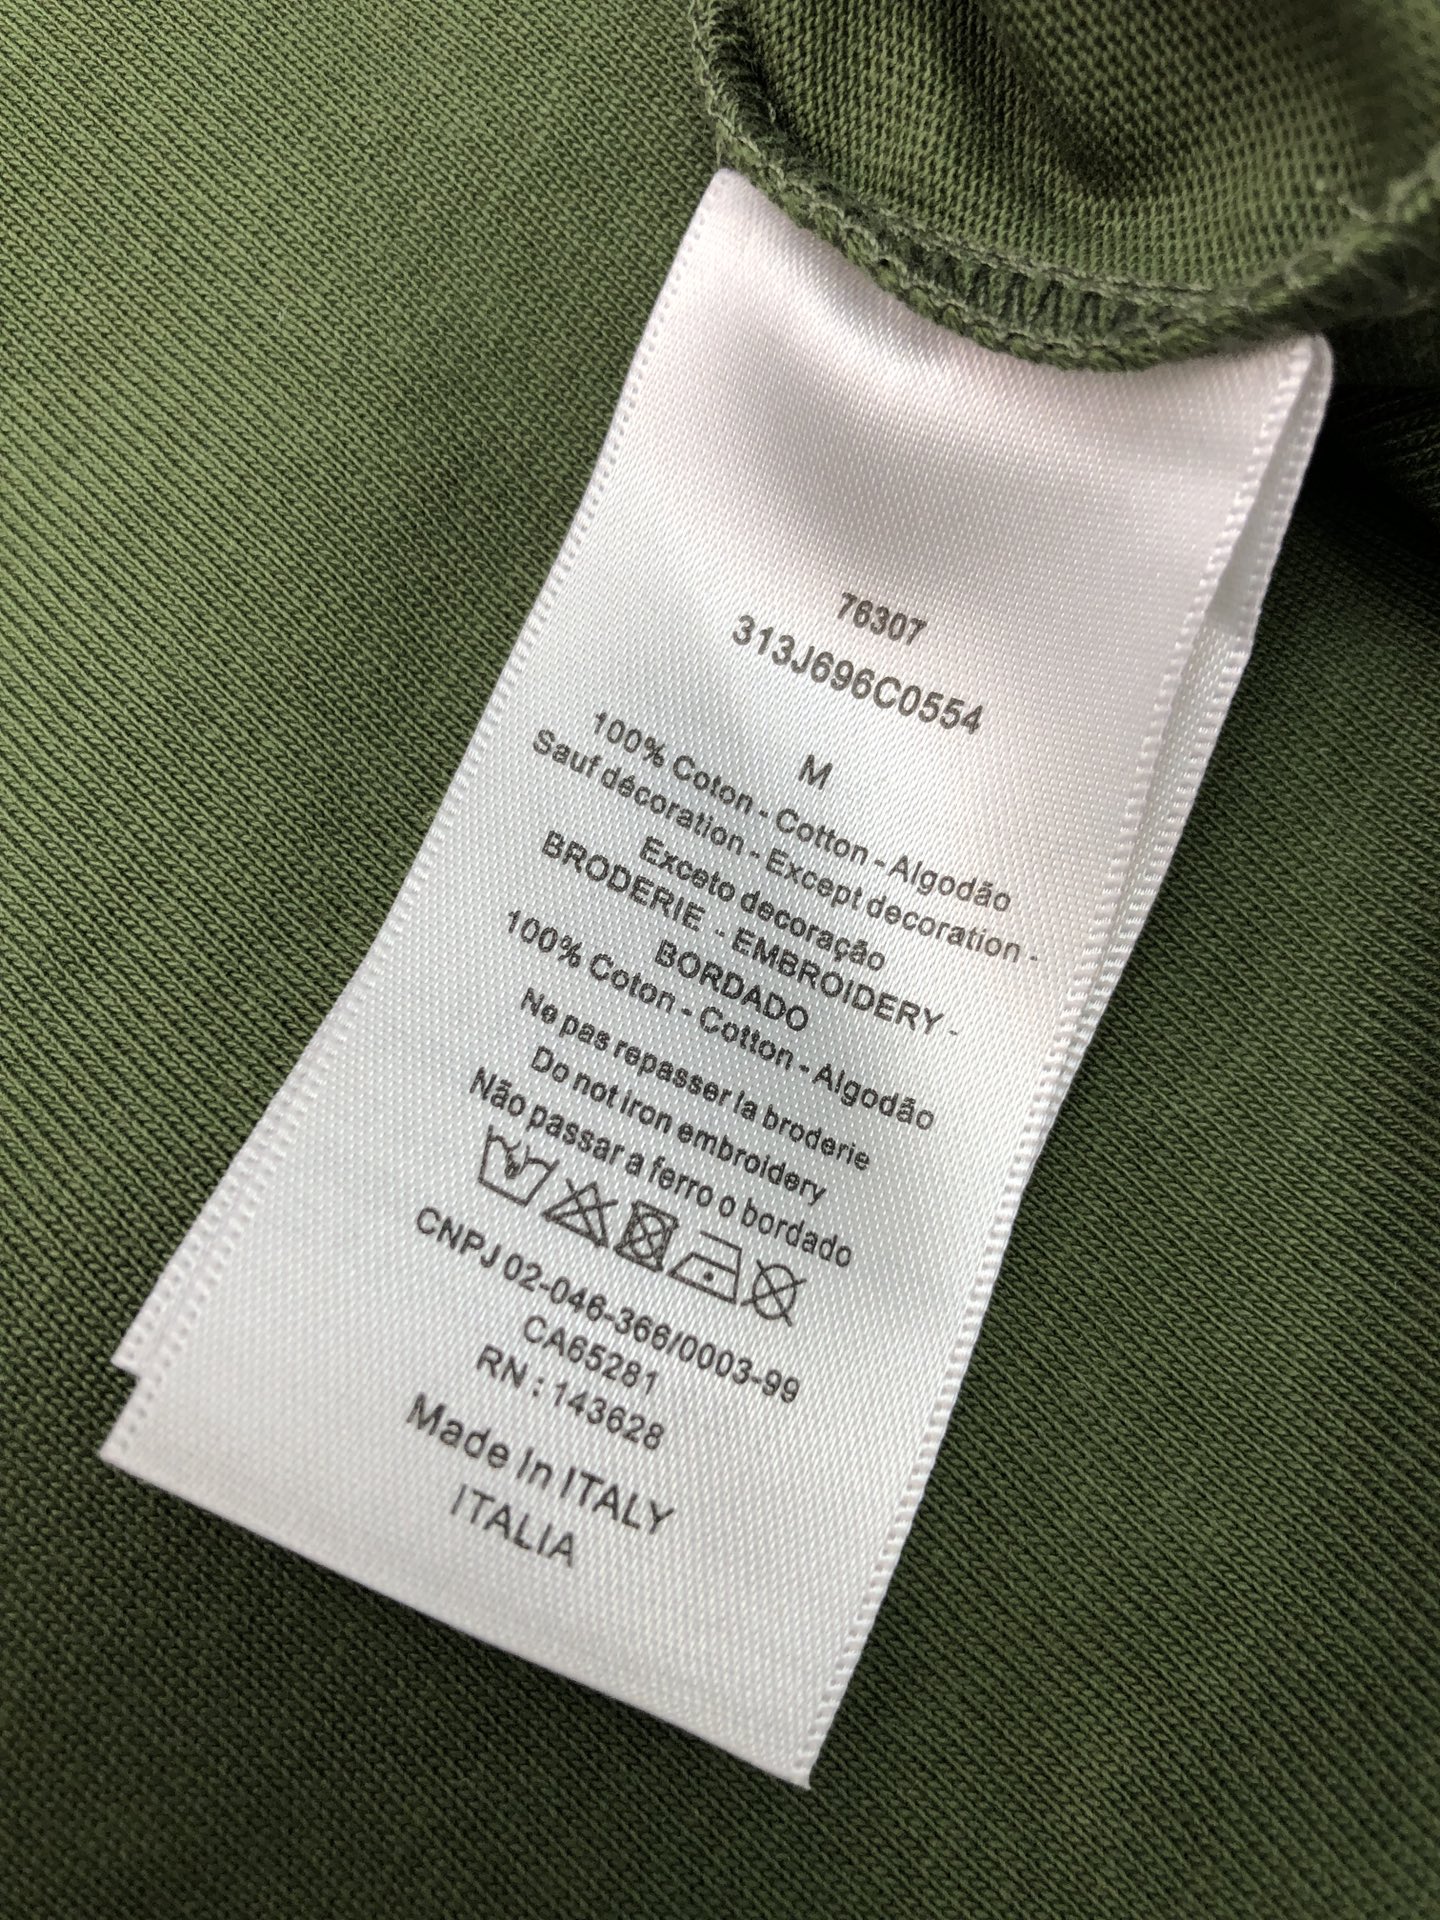 76307
313J696C0554
M
100% Coton - Cotton - Algodão
Sauf décoration - Except decoration -
Exceto decoração
BRODERIE - EMBROIDERY -
BORDADO
100% Coton - Cotton - Algodão
Ne pas repasser la broderie
Do not iron embroidery
Não passar a ferro o bordado
CNPJ 02-046-366/0003-99
CA65281
RN : 143628
Made In ITALY
ITALIA